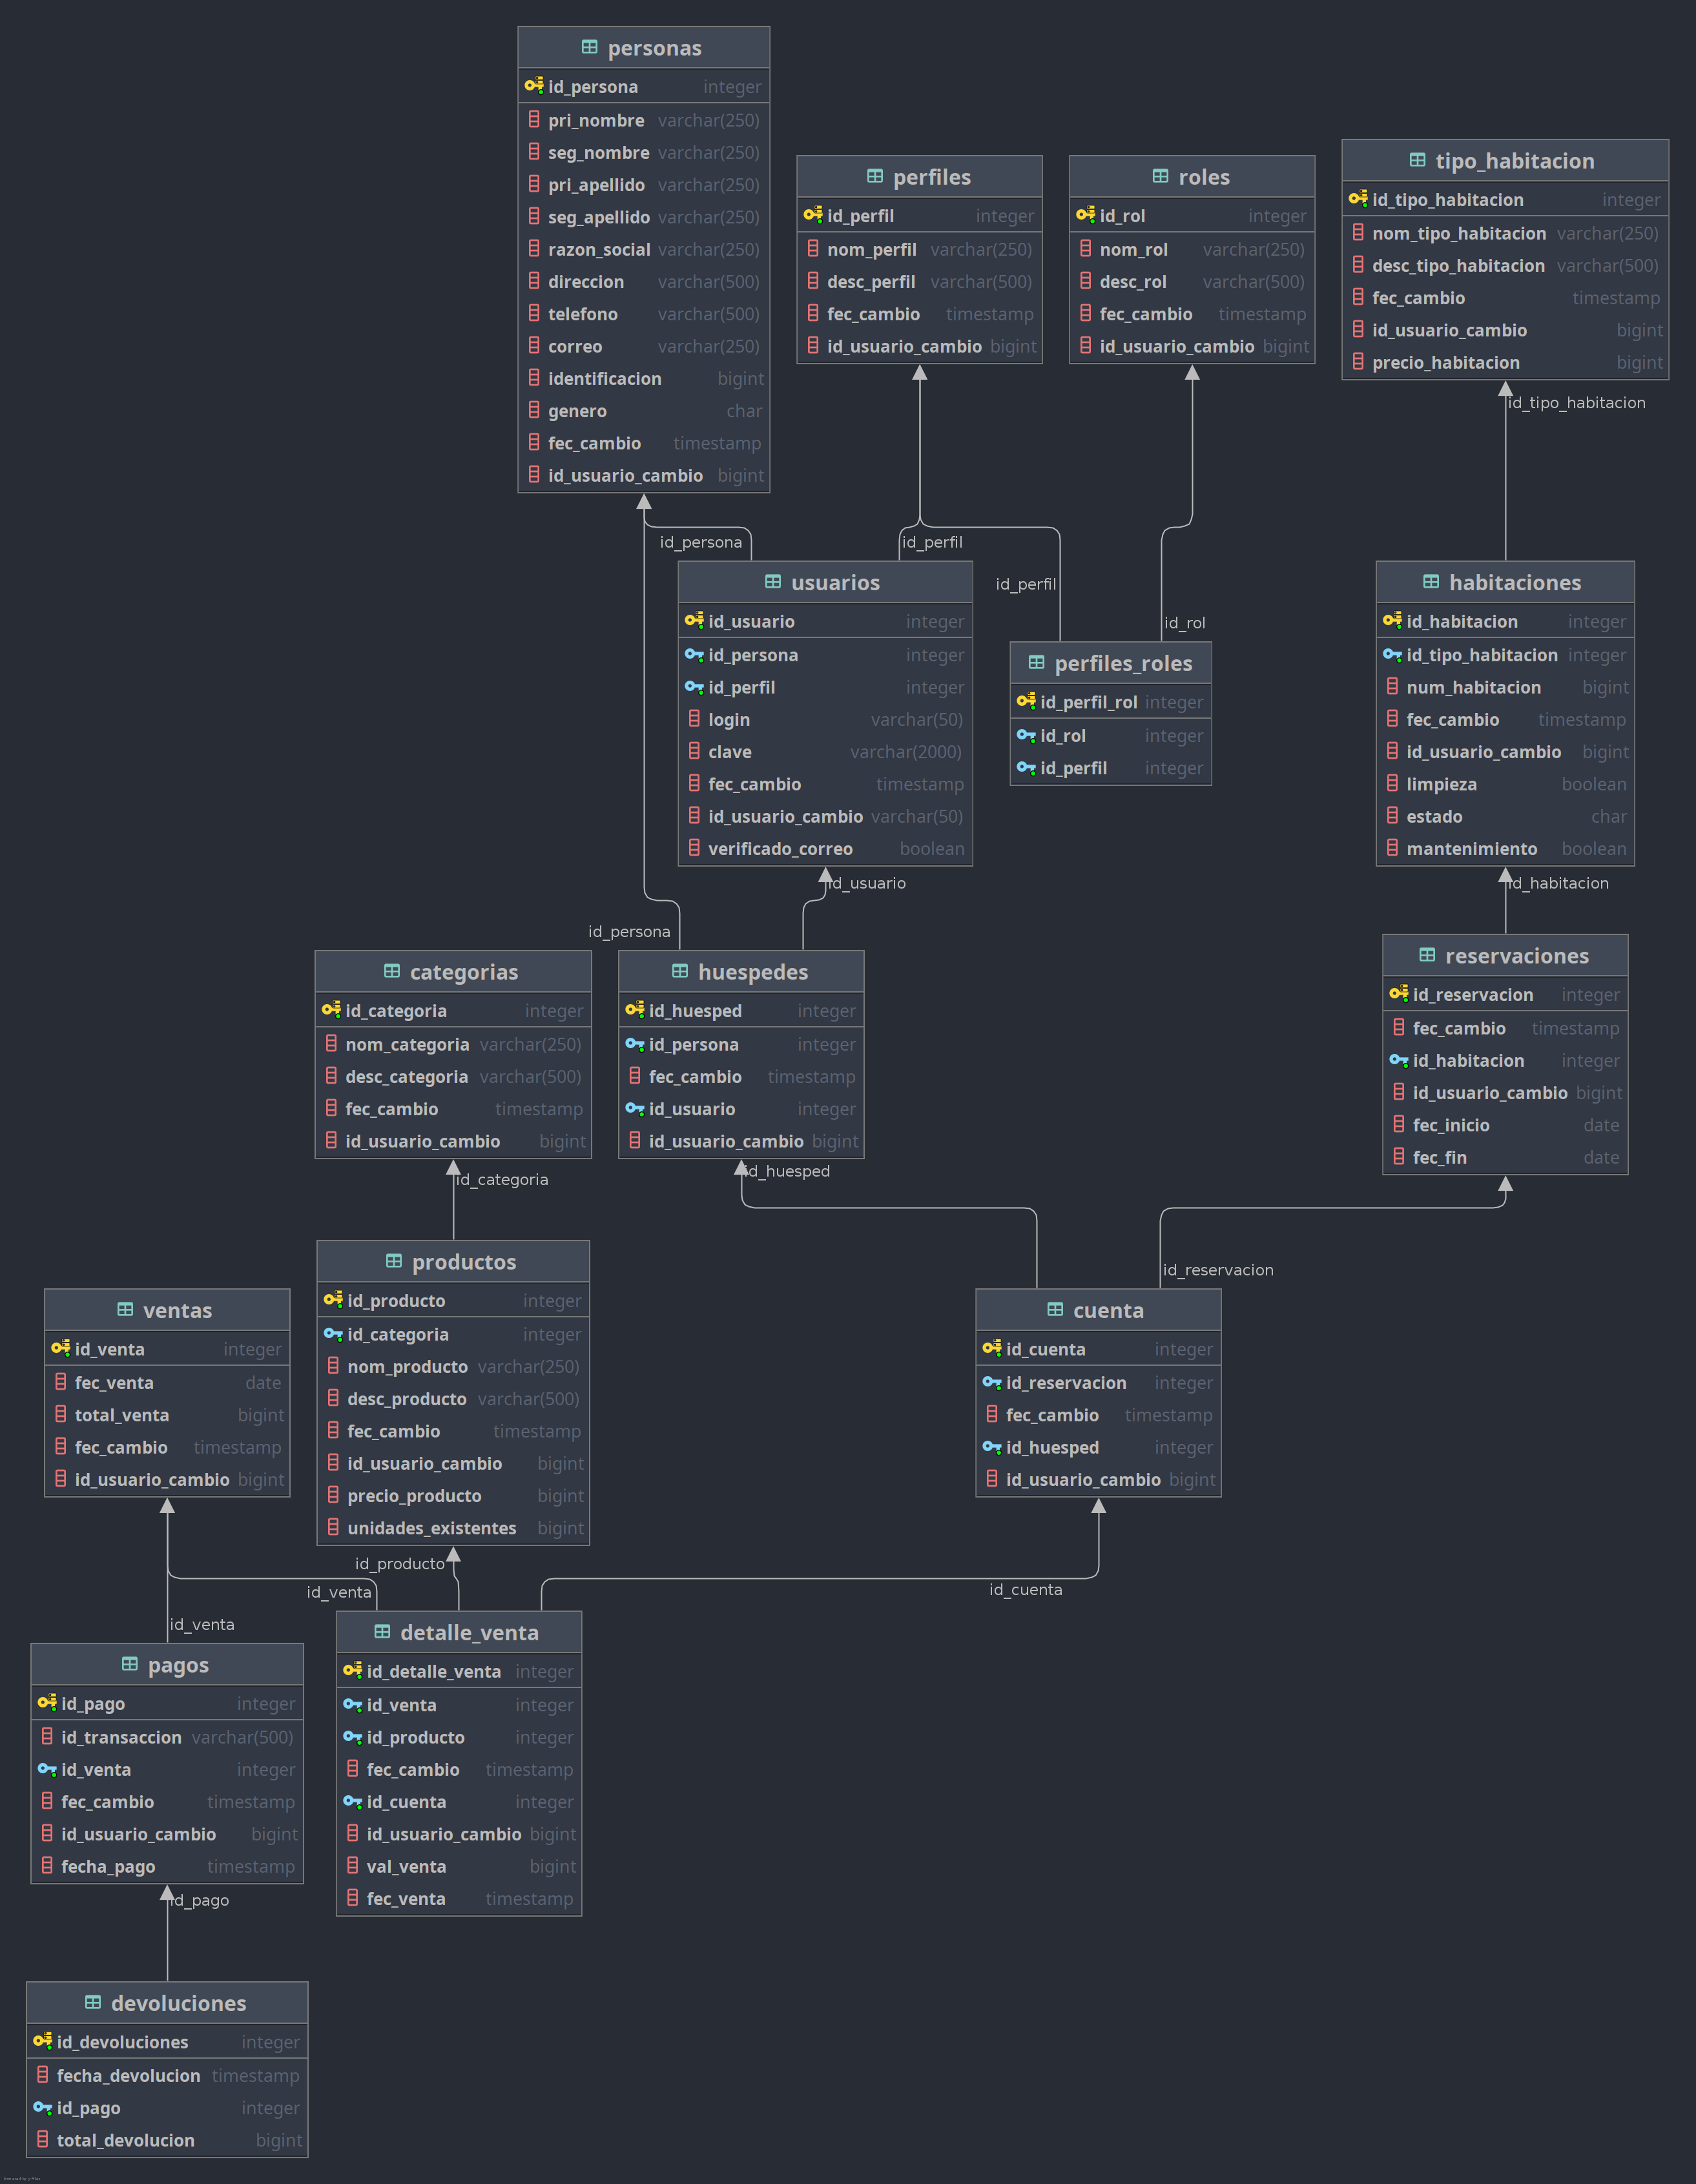 personas
id_persona integer
pri_nombre varchar(250)
seg_nombre varchar(250)
pri_apellido varchar(250)
seg_apellido varchar(250)
razon_social varchar(250)
direccion varchar(500)
telefono varchar(500)
correo varchar(250)
identificacion bigint
genero char
fec_cambio timestamp
id_usuario_cambio bigint
perfiles
id_perfil integer
nom_perfil varchar(250)
desc_perfil varchar(500)
fec_cambio timestamp
id_usuario_cambio bigint
roles
id_rol integer
nom_rol varchar(250)
desc_rol varchar(500)
fec_cambio timestamp
id_usuario_cambio bigint
tipo_habitacion
id_tipo_habitacion integer
nom_tipo_habitacion varchar(250)
desc_tipo_habitacion varchar(500)
fec_cambio timestamp
id_usuario_cambio bigint
precio_habitacion bigint
id_tipo_habitacion
id_persona
id_perfil
id_perfil
id_rol
usuarios
id_usuario integer
id_persona integer
id_perfil integer
login varchar(50)
clave varchar(2000)
fec_cambio timestamp
id_usuario_cambio varchar(50)
verificado_correo boolean
perfiles_roles
id_perfil_rol integer
id_rol integer
id_perfil integer
habitaciones
id_habitacion integer
id_tipo_habitacion integer
num_habitacion bigint
fec_cambio timestamp
id_usuario_cambio bigint
limpieza boolean
estado char
mantenimiento boolean
id_usuario
id_habitacion
id_persona
categorias
id_categoria integer
nom_categoria varchar(250)
desc_categoria varchar(500)
fec_cambio timestamp
id_usuario_cambio bigint
huespedes
id_huesped integer
id_persona integer
fec_cambio timestamp
id_usuario integer
id_usuario_cambio bigint
reservaciones
id_reservacion integer
fec_cambio timestamp
id_habitacion integer
id_usuario_cambio bigint
fec_inicio date
fec_fin date
id_categoria
id_huesped
id_reservacion
ventas
id_venta integer
fec_venta date
total_venta bigint
fec_cambio timestamp
id_usuario_cambio bigint
productos
id_producto integer
id_categoria integer
nom_producto varchar(250)
desc_producto varchar(500)
fec_cambio timestamp
id_usuario_cambio bigint
precio_producto bigint
unidades_existentes bigint
cuenta
id_cuenta integer
id_reservacion integer
fec_cambio timestamp
id_huesped integer
id_usuario_cambio bigint
id_producto
id_venta
id_cuenta
id_venta
pagos
id_pago integer
id_transaccion varchar(500)
id_venta integer
fec_cambio timestamp
id_usuario_cambio bigint
fecha_pago timestamp
detalle_venta
id_detalle_venta integer
id_venta integer
id_producto integer
fec_cambio timestamp
id_cuenta integer
id_usuario_cambio bigint
val_venta bigint
fec_venta timestamp
id_pago
devoluciones
id_devoluciones integer
fecha_devolucion timestamp
id_pago integer
total_devolucion bigint
Powered by yFiles